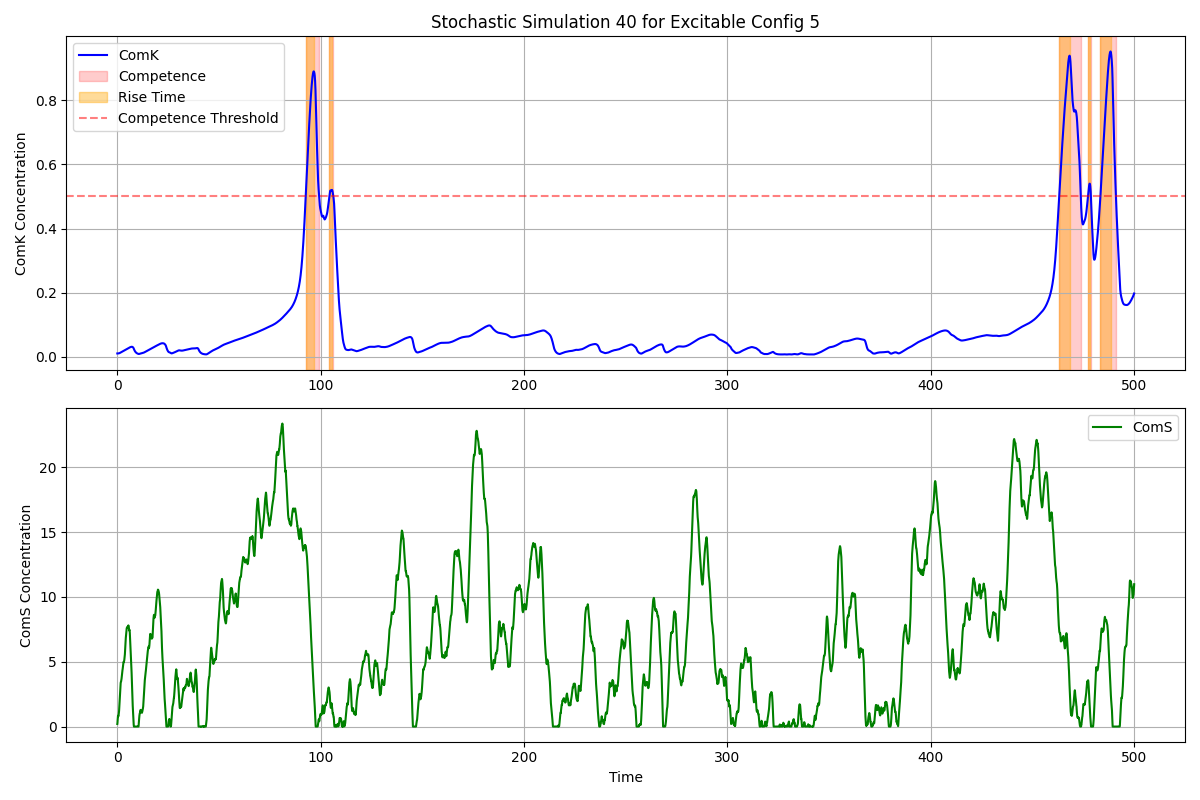 Stochastic Simulation 40 for Excitable Config 5
ComK
Competence
Rise Time
Competence Threshold
ComK Concentration
0.8
0.6
0.4
0.2
0.0
0 100 200 300 400 500
ComS
ComS Concentration
20
15
10
5
0
0 100 200 300 400 500
Time